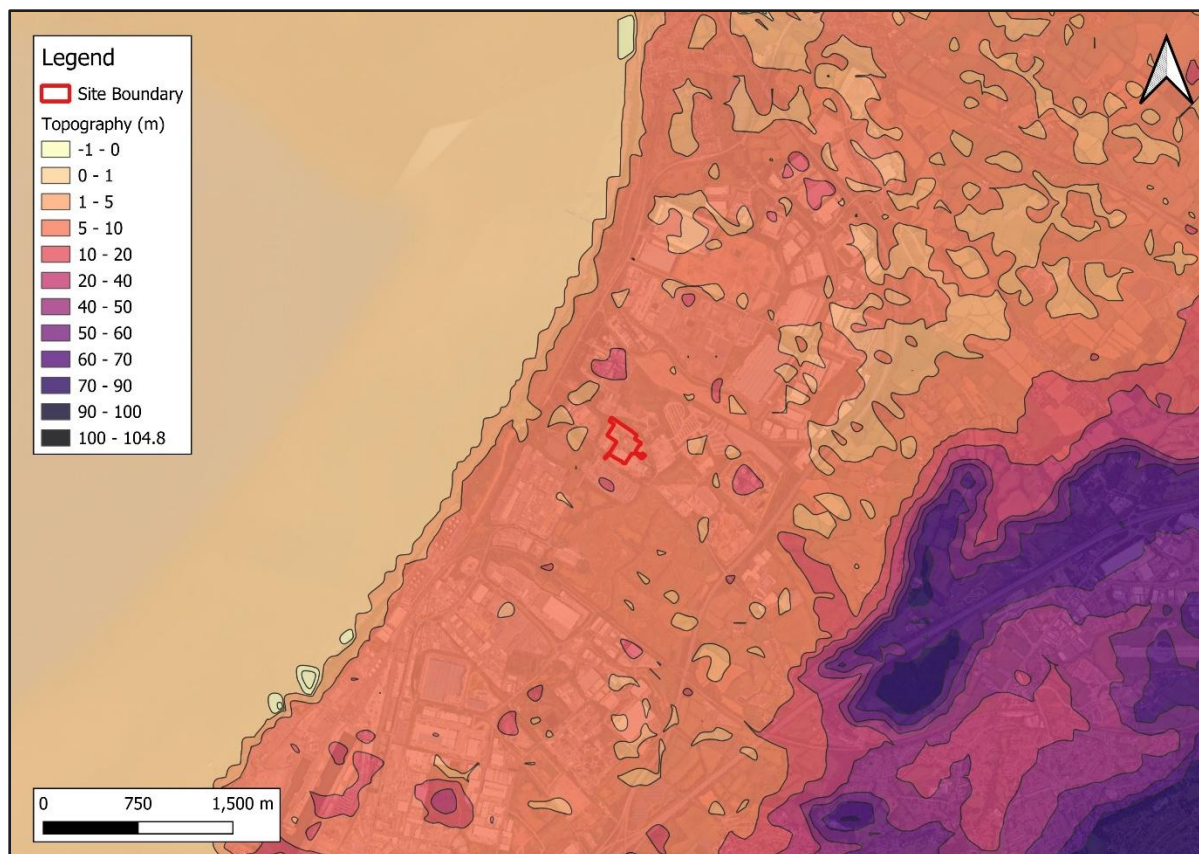 Legend
Site Boundary
Topography (m)
-1 - 0
0 - 1
1 - 5
5 - 10
10 - 20
20 - 40
40 - 50
50 - 60
60 - 70
70 - 90
90 - 100
100 - 104.8
0 750 1,500 m